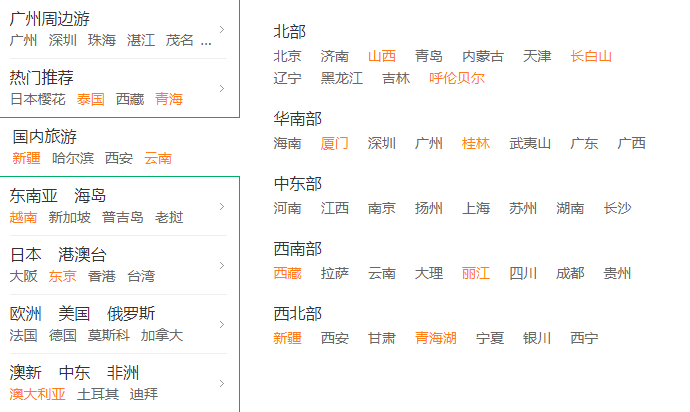 广州周边游
广州 深圳 珠海 湛江 茂名 ...
热门推荐
日本樱花 泰国 西藏 青海
国内旅游
新疆 哈尔滨 西安 云南
东南亚 海岛
越南 新加坡 普吉岛 老挝
日本 港澳台
大阪 东京 香港 台湾
欧洲 美国 俄罗斯
法国 德国 莫斯科 加拿大
澳新 中东 非洲
澳大利亚 土耳其 迪拜
北部
北京 济南 山西 青岛 内蒙古 天津 长白山
辽宁 黑龙江 吉林 呼伦贝尔
华南部
海南 厦门 深圳 广州 桂林 武夷山 广东 广西
中东部
河南 江西 南京 扬州 上海 苏州 湖南 长沙
西南部
西藏 拉萨 云南 大理 丽江 四川 成都 贵州
西北部
新疆 西安 甘肃 青海湖 宁夏 银川 西宁